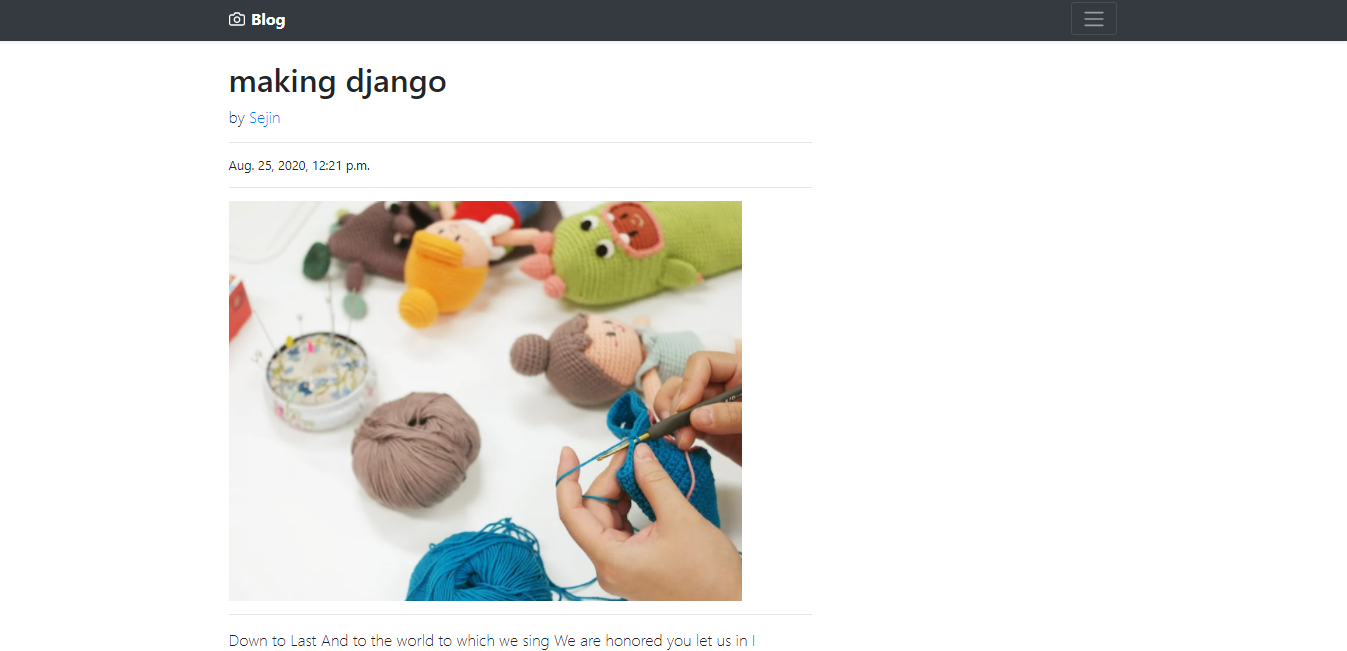 Blog
making django
by Sejin
Aug. 25, 2020, 12:21 p.m.
Down to Last And to the world to which we sing We are honored you let us in I